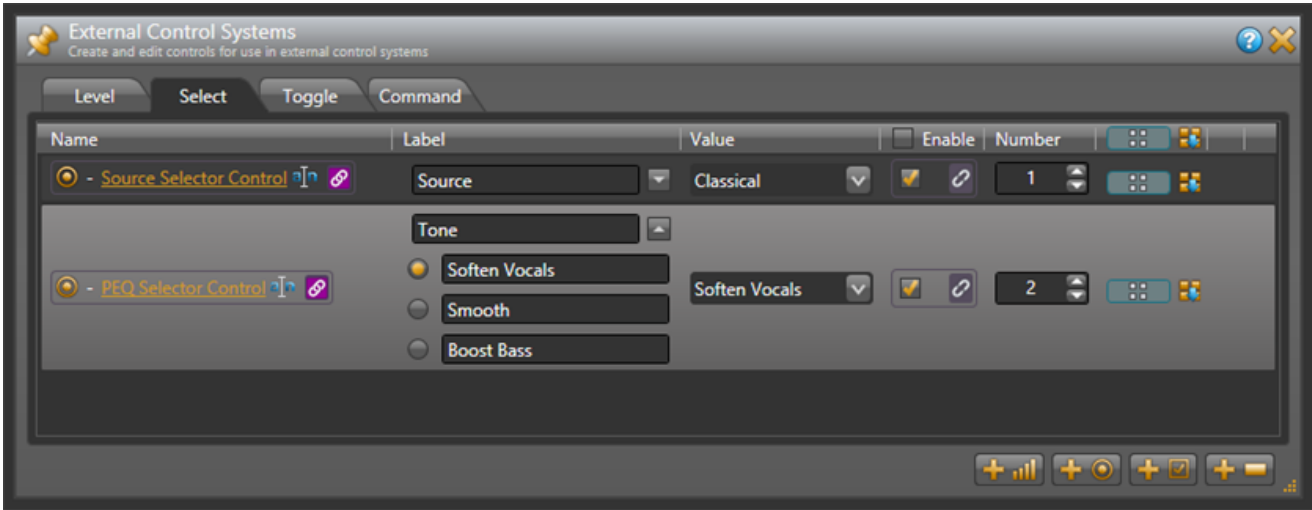 External Control Systems
Create and edit controls for use in external control systems
Level Select Toggle Command
Name Label Value Enable Number
- Source Selector Control Source Classical 1
Tone
Soften Vocals
- PEQ Selector Control Soften Vocals 2
Smooth
Boost Bass